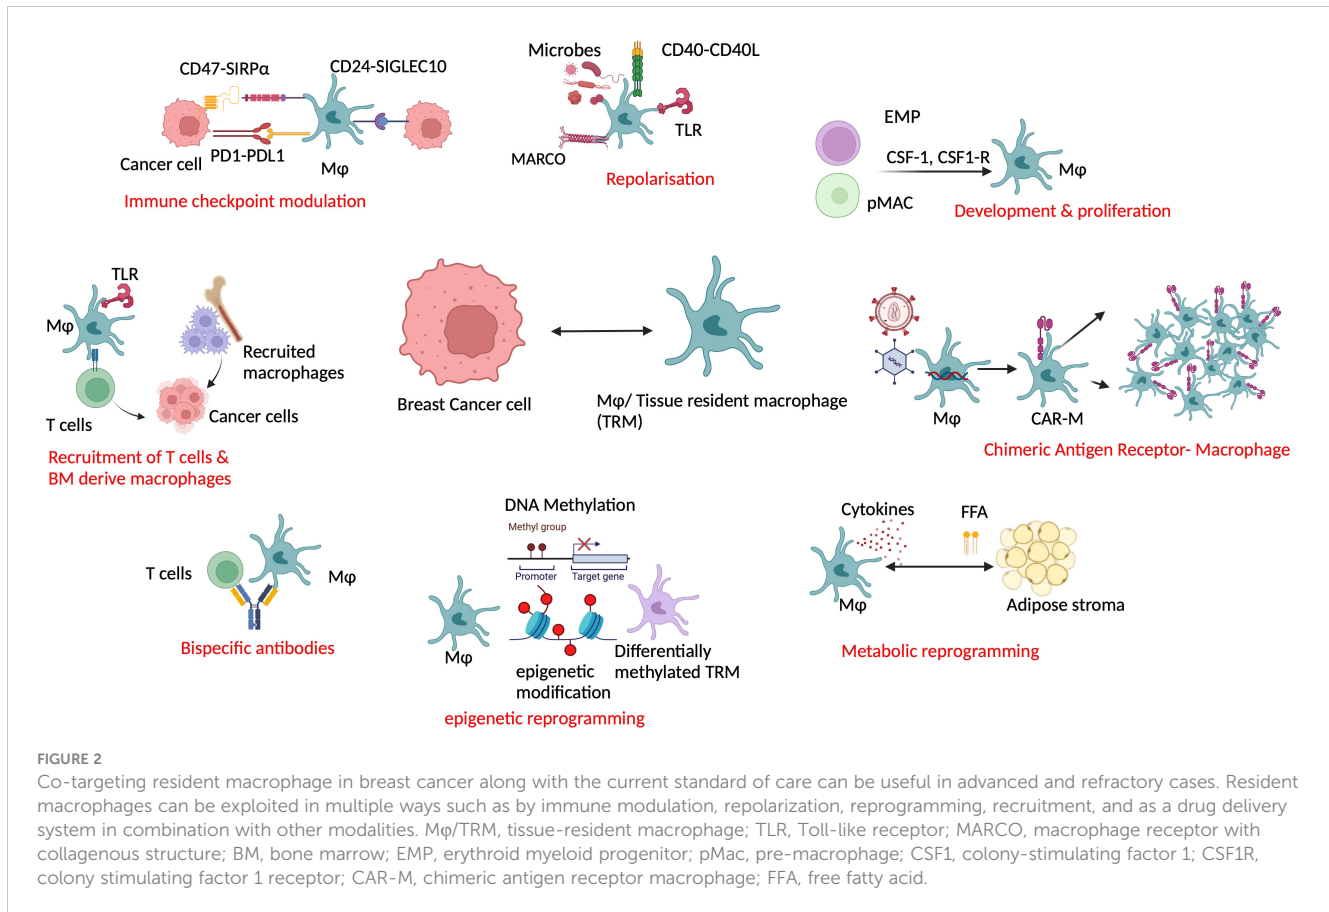 CD47-SIRPα
CD24-SIGLEC10
Cancer cell
PD1-PDL1
Mφ
Immune checkpoint modulation
Microbes
CD40-CD40L
TLR
MARCO
Repolarisation
EMP
CSF-1, CSF1-R
Mφ
pMAC
Development & proliferation
TLR
Mφ
Recruited
macrophages
T cells
Cancer cells
Recruitment of T cells &
BM derive macrophages
Breast Cancer cell
Mφ/ Tissue resident macrophage
(TRM)
Mφ
CAR-M
Chimeric Antigen Receptor- Macrophage
T cells
Mφ
Bispecific antibodies
DNA Methylation
Methyl group
Promoter
Target gene
Mφ
epigenetic
modification
Differentially
methylated TRM
epigenetic reprogramming
Cytokines
FFA
Mφ
Adipose stroma
Metabolic reprogramming
FIGURE 2
Co-targeting resident macrophage in breast cancer along with the current standard of care can be useful in advanced and refractory cases. Resident
macrophages can be exploited in multiple ways such as by immune modulation, repolarization, reprogramming, recruitment, and as a drug delivery
system in combination with other modalities. Mφ/TRM, tissue-resident macrophage; TLR, Toll-like receptor; MARCO, macrophage receptor with
collagenous structure; BM, bone marrow; EMP, erythroid myeloid progenitor; pMac, pre-macrophage; CSF1, colony-stimulating factor 1; CSF1R,
colony stimulating factor 1 receptor; CAR-M, chimeric antigen receptor macrophage; FFA, free fatty acid.